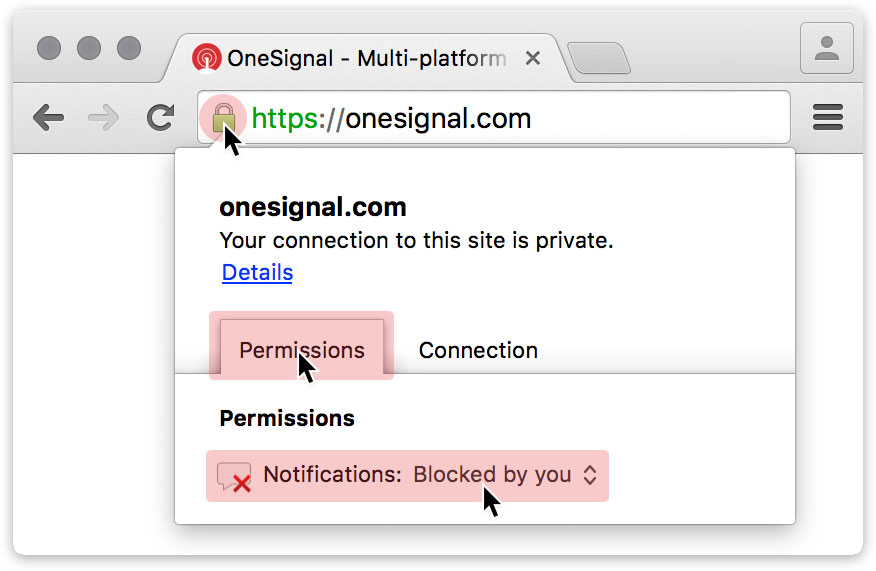 OneSignal - Multi-platform
https://onesignal.com
onesignal.com
Your connection to this site is private.
Details
Permissions
Connection
Permissions
Notifications: Blocked by you